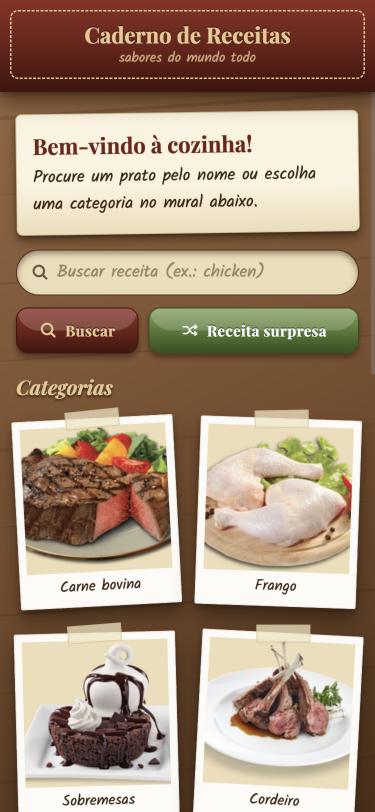 Caderno de Receitas
sabores do mundo todo
Bem-vindo à cozinha!
Procure um prato pelo nome ou escolha
uma categoria no mural abaixo.
Buscar receita (ex.: chicken)
Buscar
Receita surpresa
Categorias
Carne bovina
Frango
Sobremesas
Cordeiro